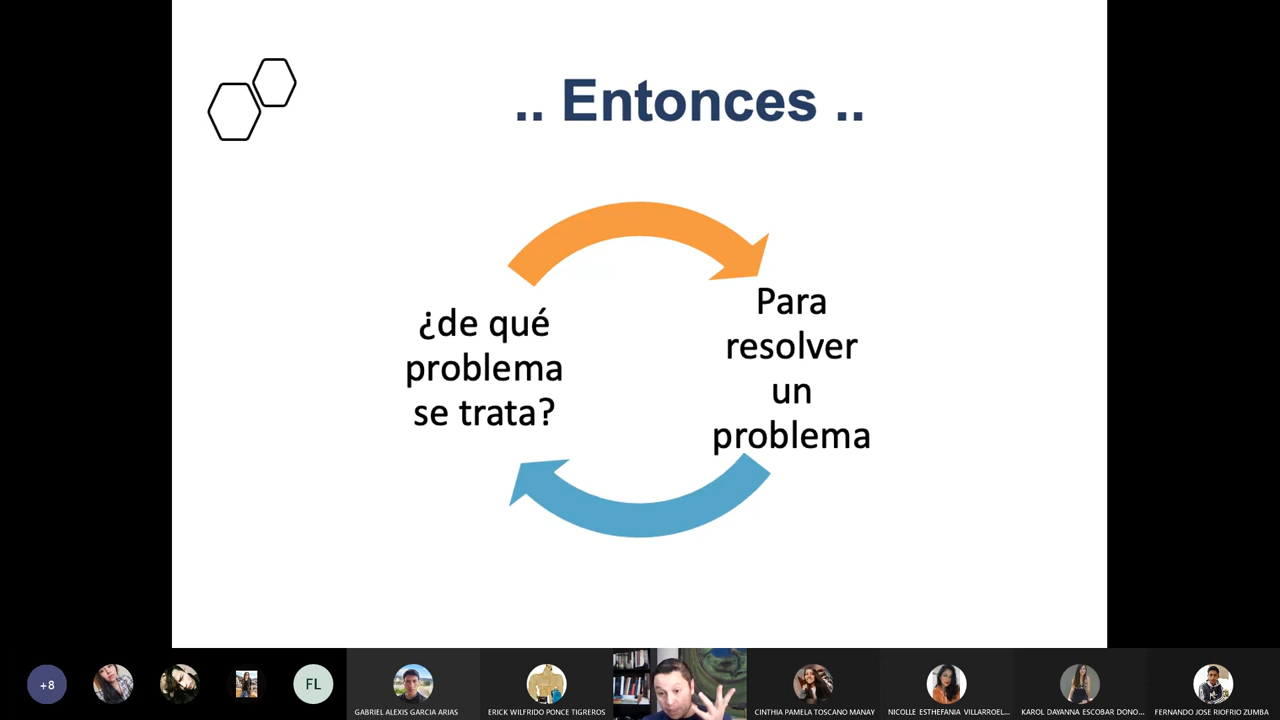 .. Entonces ..
¿de qué
problema
se trata?
Para
resolver
un
problema
+8
FL
GABRIEL ALEXIS GARCIA ARIAS
ERICK WILFRIDO PONCE TIGREROS
CINTHIA PAMELA TOSCANO MANAY
NICOLLE ESTHEFANIA VILLARROEL...
KAROL DAYANNA ESCOBAR DONO...
FERNANDO JOSE RIOFRIO ZUMBA